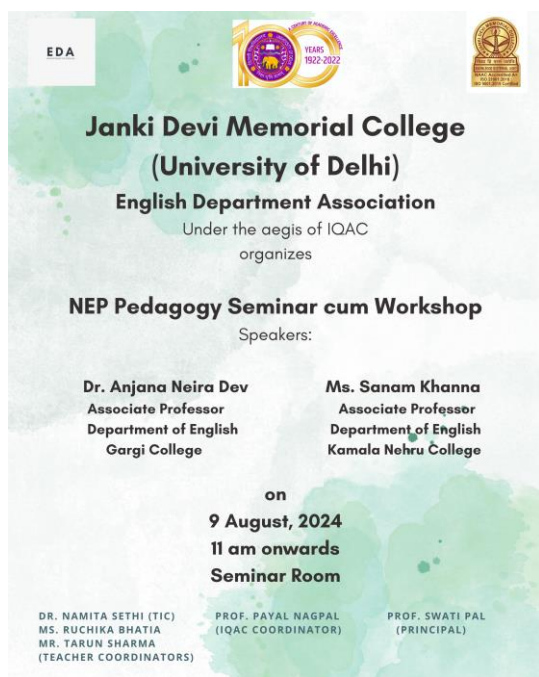 EDA
A CENTURY OF ACADEMIC EXCELLENCE
YEARS
1922-2022
Janki Devi Memorial College
(University of Delhi)
English Department Association
Under the aegis of IQAC
organizes
NEP Pedagogy Seminar cum Workshop
Speakers:
Dr. Anjana Neira Dev
Associate Professor
Department of English
Gargi College
Ms. Sanam Khanna
Associate Professor
Department of English
Kamala Nehru College
on
9 August, 2024
11 am onwards
Seminar Room
DR. NAMITA SETHI (TIC)
MS. RUCHIKA BHATIA
MR. TARUN SHARMA
(TEACHER COORDINATORS)
PROF. PAYAL NAGPAL
(IQAC COORDINATOR)
PROF. SWATI PAL
(PRINCIPAL)